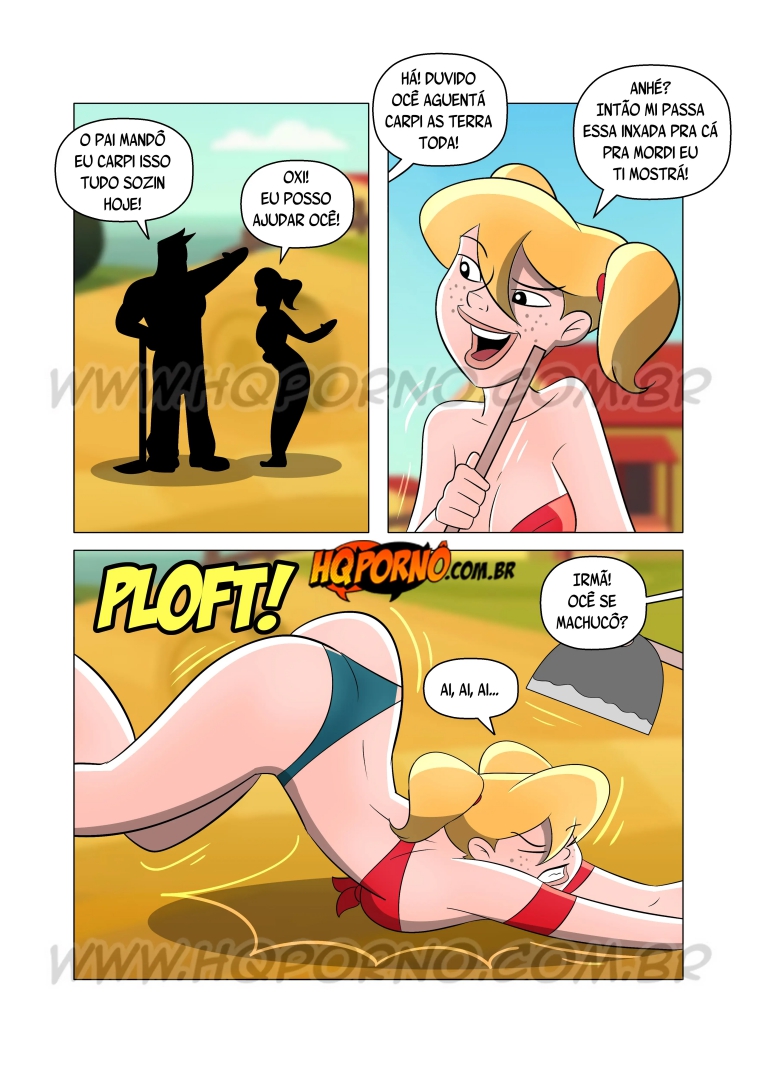 O PAI MANDÔ
EU CARPI ISSO
TUDO SOZIN
HOJE!
OXI!
EU POSSO
AJUDAR OCÊ!
HÁ! DUVIDO
OCÊ AGUENTÁ
CARPI AS TERRA
TODA!
ANHÉ?
INTÃO MI PASSA
ESSA INXADA PRA CÁ
PRA MORDI EU
TI MOSTRÁ!
WWW.HQPORNO.COM.BR
PLOFT!
HQPORNÔ.COM.BR
IRMÃ!
OCÊ SE
MACHUCÔ?
AI, AI, AI...
WWW.HQPORNO.COM.BR